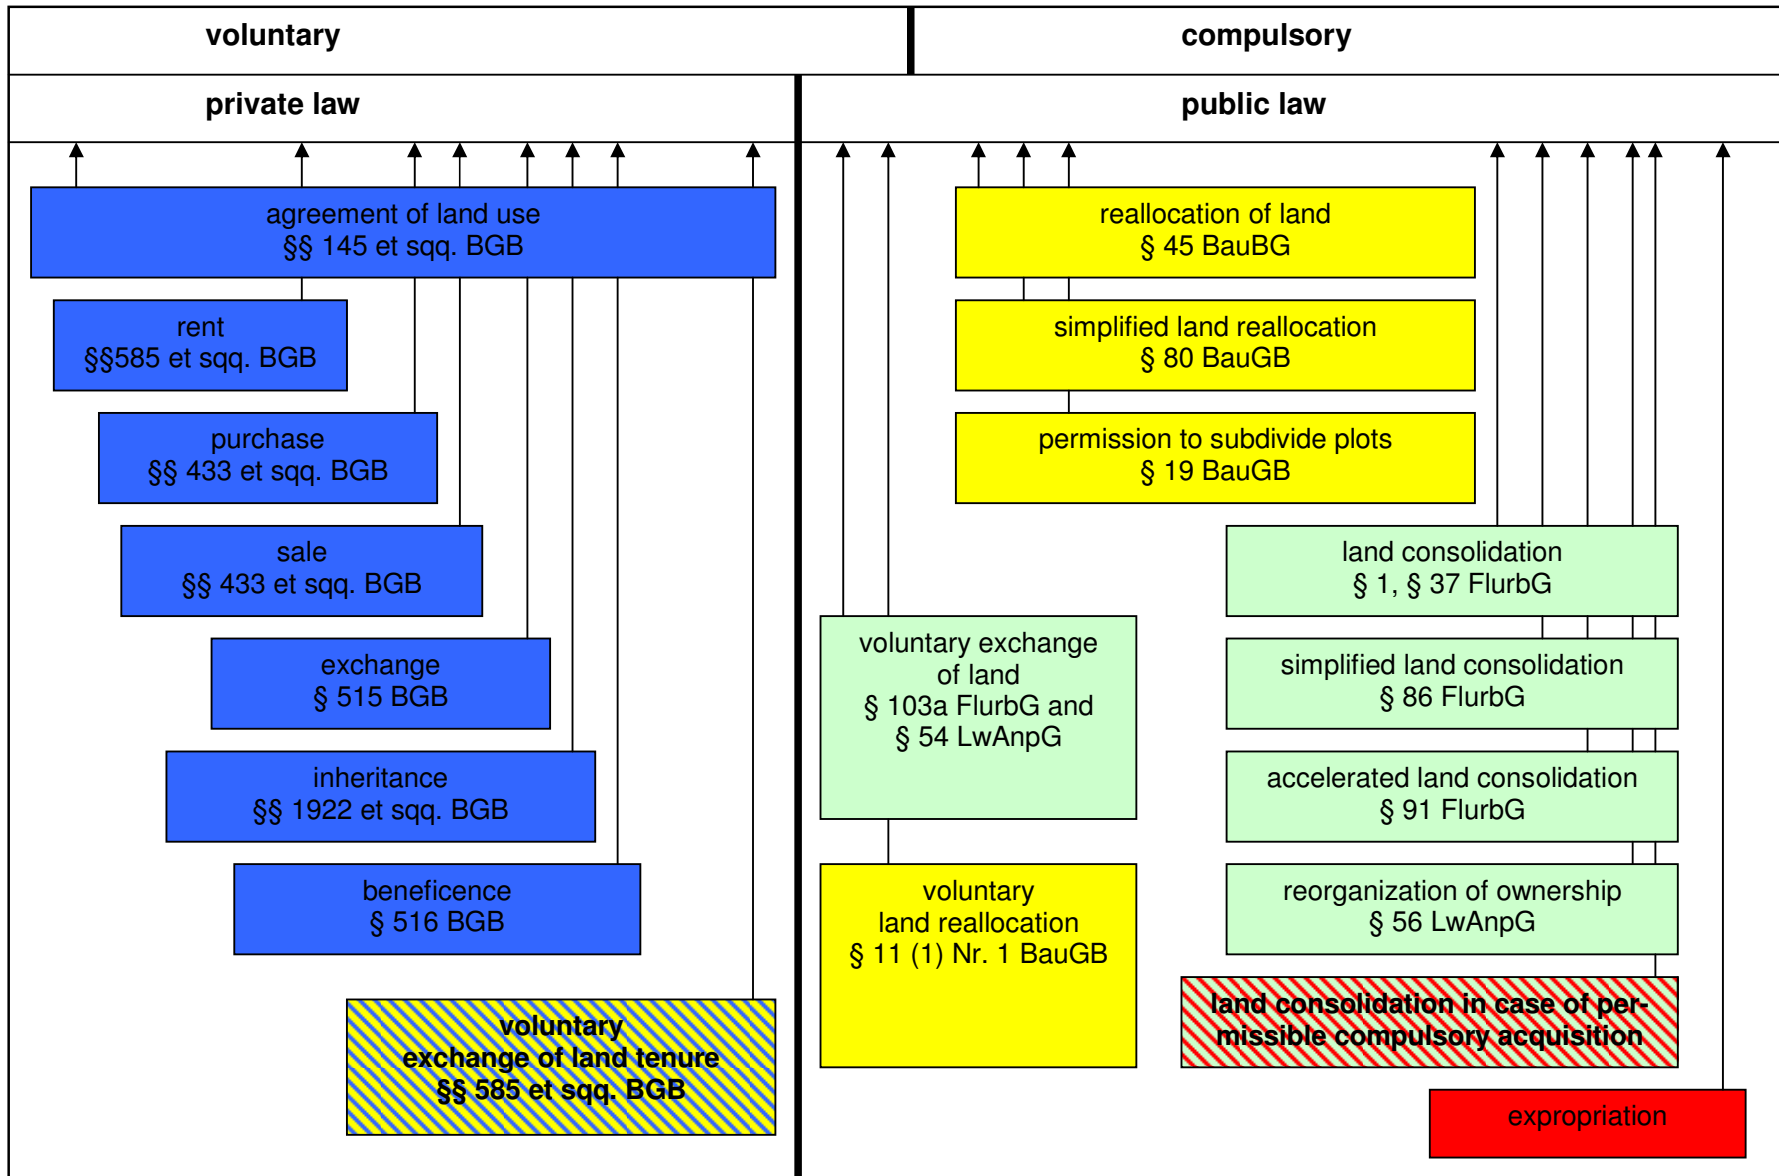 voluntary
compulsory
private law
public law
agreement of land use
§§ 145 et sqq. BGB
rent
§§585 et sqq. BGB
purchase
§§ 433 et sqq. BGB
sale
§§ 433 et sqq. BGB
exchange
§ 515 BGB
inheritance
§§ 1922 et sqq. BGB
beneficence
§ 516 BGB
voluntary
exchange of land tenure
§§ 585 et sqq. BGB
voluntary exchange
of land
§ 103a FlurbG and
§ 54 LwAnpG
voluntary
land reallocation
§ 11 (1) Nr. 1 BauGB
reallocation of land
§ 45 BauBG
simplified land reallocation
§ 80 BauGB
permission to subdivide plots
§ 19 BauGB
land consolidation
§ 1, § 37 FlurbG
simplified land consolidation
§ 86 FlurbG
accelerated land consolidation
§ 91 FlurbG
reorganization of ownership
§ 56 LwAnpG
land consolidation in case of per-
missible compulsory acquisition
expropriation